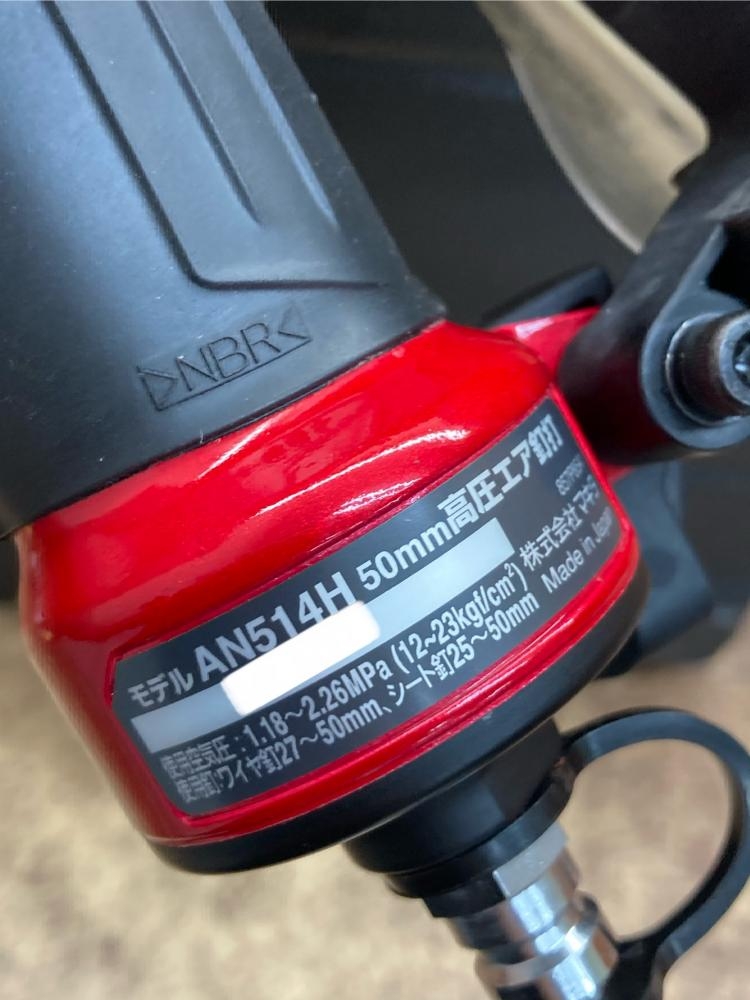 >NBR<
モデル AN514H 50mm高圧エア釘打
使用空気圧:1.18～2.26MPa (12~23kgf/cm²) 株式会社マキタ
使用釘:ワイヤ釘27～50mm、シート釘25～50mm Made in Japan